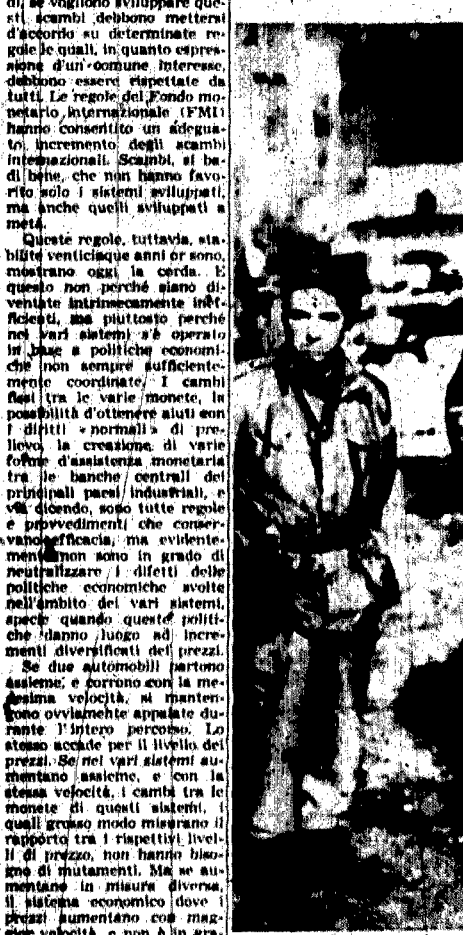 di, se vogliono sviluppare que-
sti scambi debbono mettersi
d'accordo su determinate re-
gole le quali, in quanto espres-
sione d'un comune interesse,
debbono essere rispettate da
tutti. Le regole del Fondo mo-
netario internazionale (FMI)
hanno consentito un adegua-
to incremento degli scambi
internazionali. Scambi, si ba-
di bene, che non hanno favo-
rito solo i sistemi sviluppati,
ma anche quelli sviluppati a
metà.
Queste regole, tuttavia, sta-
bilite venticinque anni or sono,
mostrano oggi la corda. E
questo non perché siano di-
ventate intrinsecamente inef-
ficienti, ma piuttosto perché
nei vari sistemi s'è operato
in base a politiche economi-
che non sempre sufficiente-
mente coordinate. I cambi
fissi tra le varie monete, la
possibilità d'ottenere aiuti con
i diritti «normali» di pre-
lievo, la creazione di varie
forme d'assistenza monetaria
tra le banche centrali dei
principali paesi industriali, e
via dicendo, sono tutte regole
e provvedimenti che conser-
vano efficacia, ma evidente-
mente non sono in grado di
neutralizzare i difetti delle
politiche economiche svolte
nell'ambito dei vari sistemi,
specie quando queste politi-
che danno luogo ad incre-
menti diversificati dei prezzi.
Se due automobili partono
assieme, e corrono con la me-
desima velocità, si manten-
gono ovviamente appaiate du-
rante l'intero percorso. Lo
stesso accade per il livello dei
prezzi. Se nei vari sistemi au-
mentano assieme, e con la
stessa velocità, i cambi tra le
monete di questi sistemi, i
quali grosso modo misurano il
rapporto tra i rispettivi livel-
li di prezzo, non hanno biso-
gno di mutamenti. Ma se au-
mentano in misura diversa,
il sistema economico dove i
prezzi aumentano con mag-
gior velocità, e non è in gra-